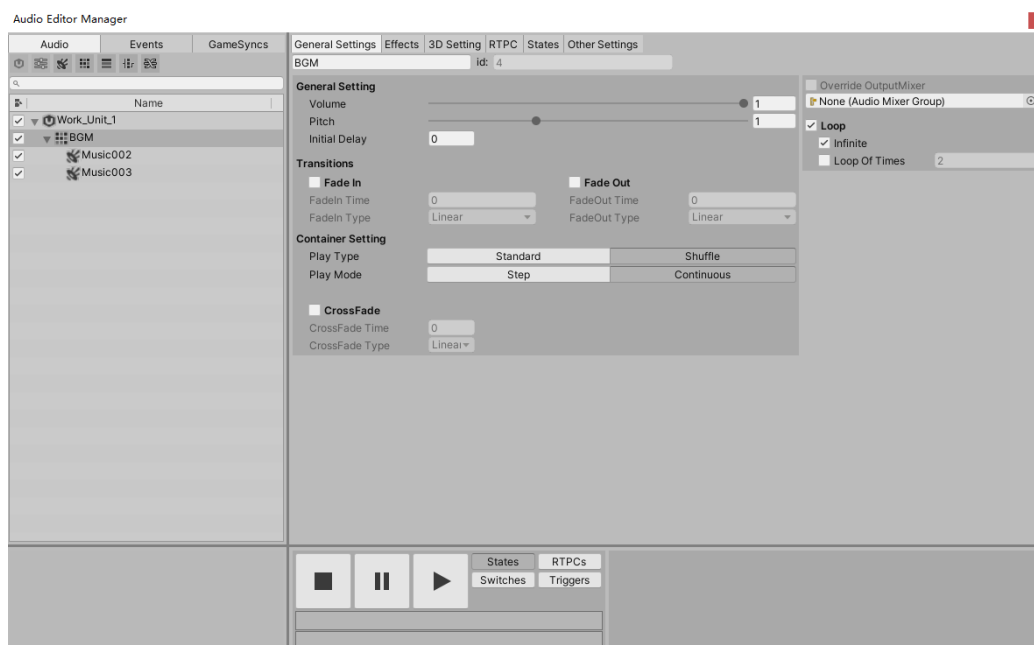 Audio Editor Manager
Audio Events GameSyncs
General Settings Effects 3D Setting RTPC States Other Settings
BGM id: 4
Name
Work_Unit_1
BGM
Music002
Music003
General Setting
Volume 1
Pitch 1
Initial Delay 0
Transitions
Fade In Fade Out
FadeIn Time 0 FadeOut Time 0
FadeIn Type Linear FadeOut Type Linear
Container Setting
Play Type Standard Shuffle
Play Mode Step Continuous
CrossFade
CrossFade Time 0
CrossFade Type Linear
Override OutputMixer
None (Audio Mixer Group)
Loop
Infinite
Loop Of Times 2
States RTPCs
Switches Triggers